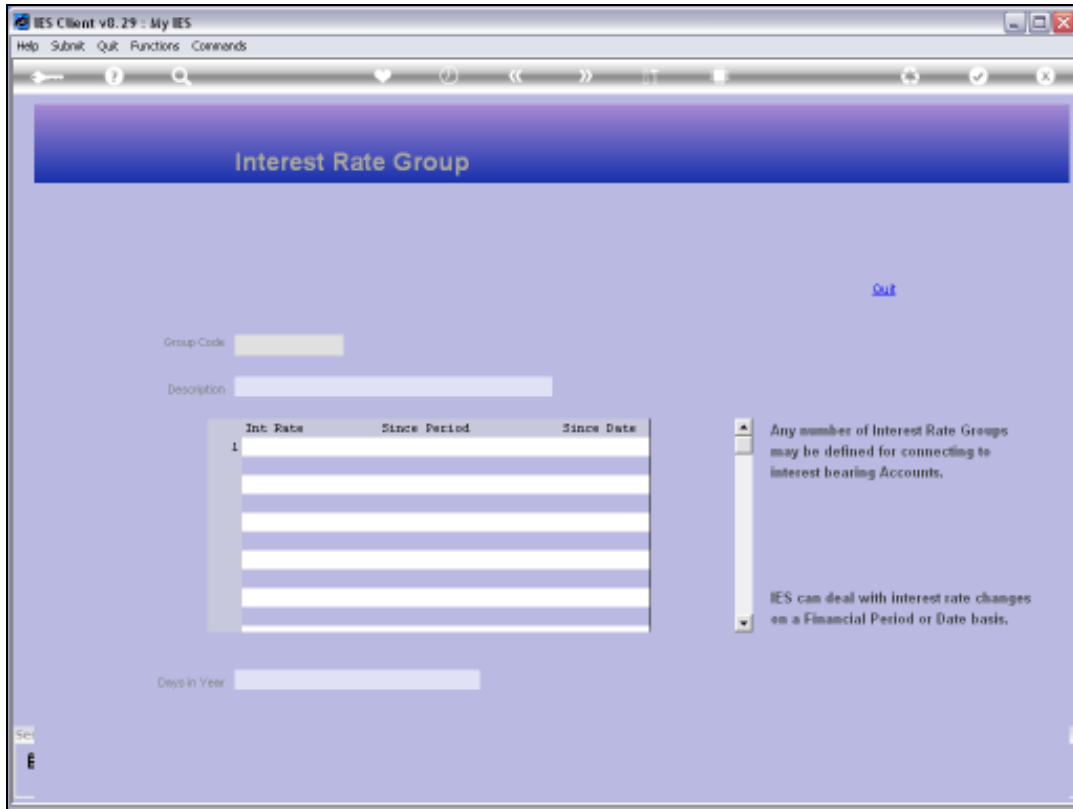 IES Client v8.29 : My IES
Help Submit Quit Functions Commands
Interest Rate Group
Quit
Group Code
Description
Int Rate Since Period Since Date
1
Any number of Interest Rate Groups
may be defined for connecting to
interest bearing Accounts.
IES can deal with interest rate changes
on a Financial Period or Date basis.
Days in Year